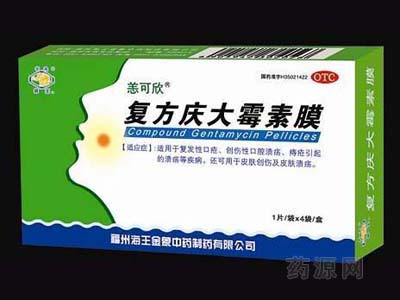 国药准字H35021422 OTC
恙可欣®
复方庆大霉素膜
Compound Gentamycin Pellicles
【适应症】:适用于复发性口疮、创伤性口腔溃疡、痔疮引起
的溃疡等疾病。还可用于皮肤创伤及皮肤溃疡。
1片/袋x4袋/盒
福州海王金象中药制药有限公司
复方庆大霉素膜
药源网